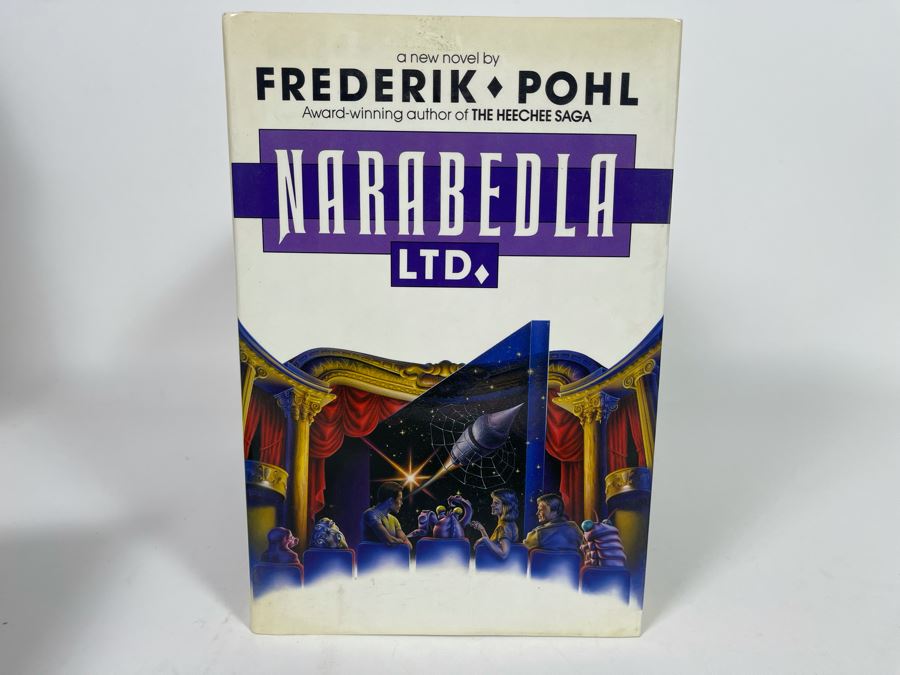 a new novel by
FREDERIK ♦ POHL
Award-winning author of THE HEECHEE SAGA
NARABEDLA
LTD.